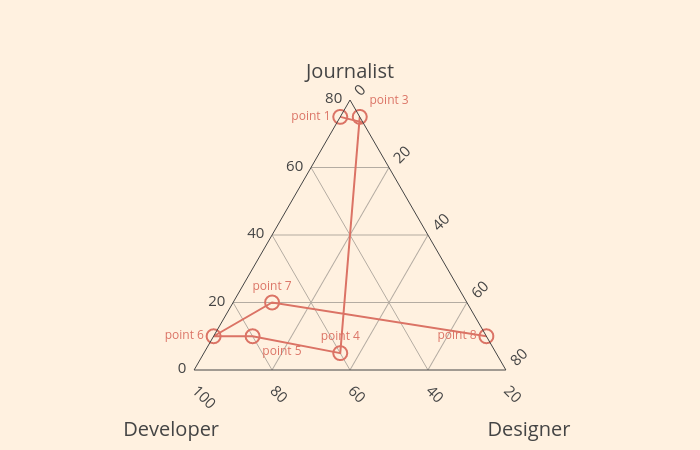 Journalist
80
0
point 3
point 1
60
20
40
40
point 7
60
20
point 6
point 4
point 8
point 5
80
0
100
80
60
40
20
Developer
Designer